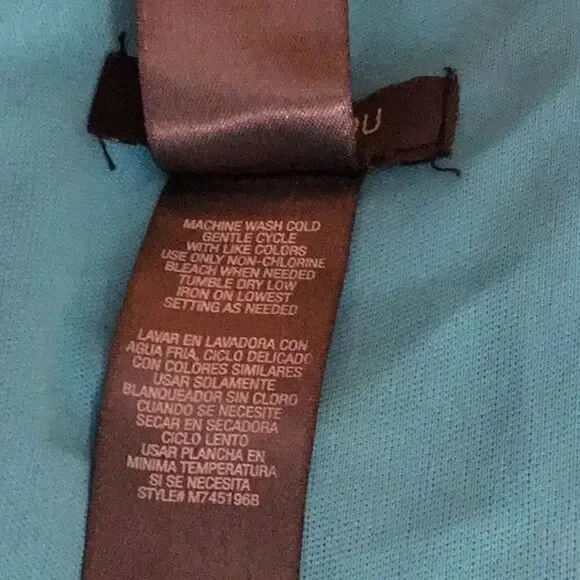 MACHINE WASH COLD
GENTLE CYCLE
WITH LIKE COLORS
USE ONLY NON-CHLORINE
BLEACH WHEN NEEDED
TUMBLE DRY LOW
IRON ON LOWEST
SETTING AS NEEDED
LAVAR EN LAVADORA CON
AGUA FRIA, CICLO DELICADO
CON COLORES SIMILARES
USAR SOLAMENTE
BLANQUEADOR SIN CLORO
CUANDO SE NECESITE
SECAR EN SECADORA
CICLO LENTO
USAR PLANCHA EN
MINIMA TEMPERATURA
SI SE NECESITA
STYLE# M745196B